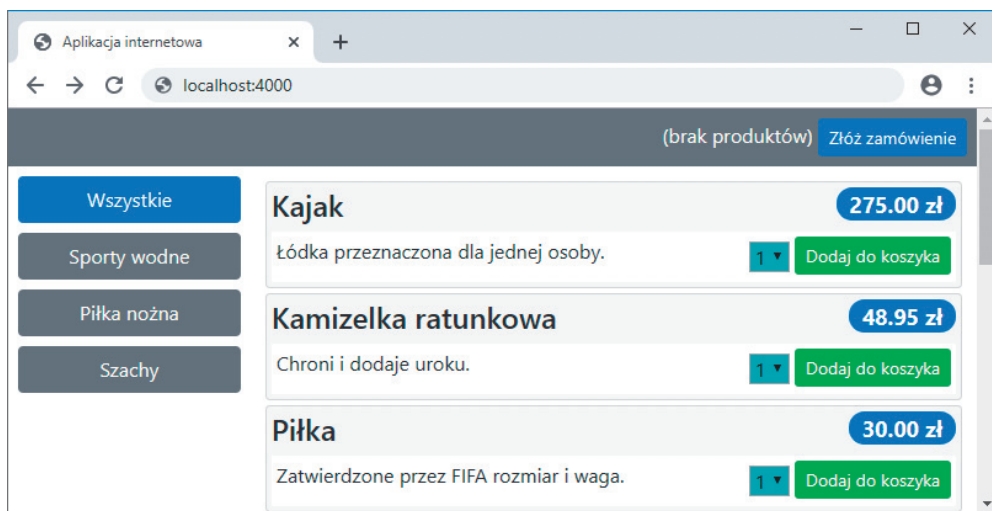 Aplikacja internetowa
localhost:4000
(brak produktów) Złóż zamówienie
Wszystkie
Sporty wodne
Piłka nożna
Szachy
Kajak 275.00 zł
Łódka przeznaczona dla jednej osoby. 1 Dodaj do koszyka
Kamizelka ratunkowa 48.95 zł
Chroni i dodaje uroku. 1 Dodaj do koszyka
Piłka 30.00 zł
Zatwierdzone przez FIFA rozmiar i waga. 1 Dodaj do koszyka